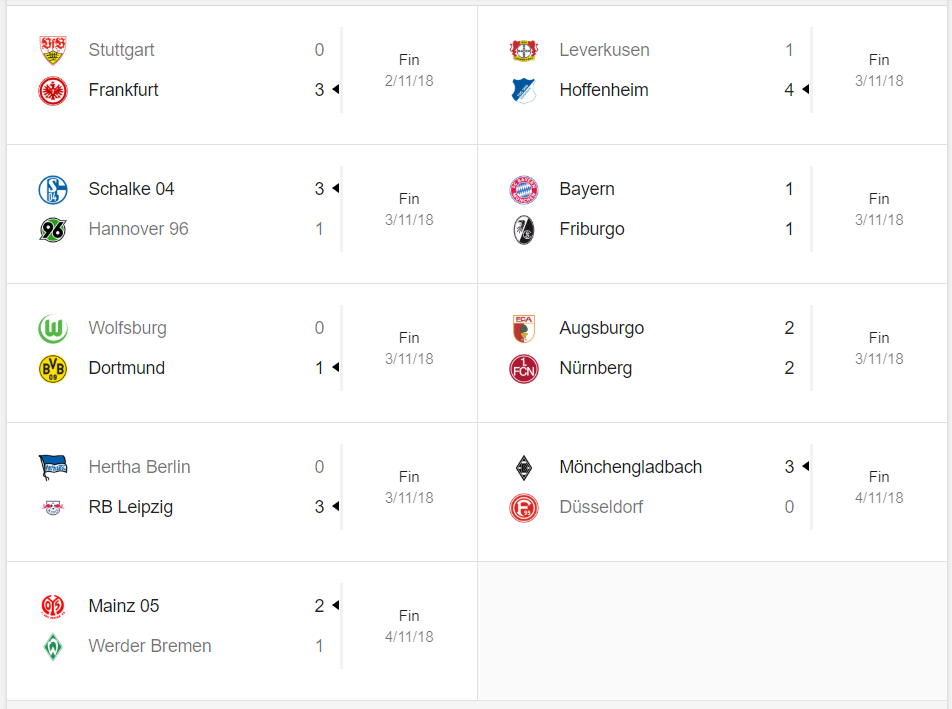 Stuttgart 0
Frankfurt 3
Fin
2/11/18
Leverkusen 1
Hoffenheim 4
Fin
3/11/18
Schalke 04 3
Hannover 96 1
Fin
3/11/18
Bayern 1
Friburgo 1
Fin
3/11/18
Wolfsburg 0
Dortmund 1
Fin
3/11/18
Augsburgo 2
Nürnberg 2
Fin
3/11/18
Hertha Berlin 0
RB Leipzig 3
Fin
3/11/18
Mönchengladbach 3
Düsseldorf 0
Fin
4/11/18
Mainz 05 2
Werder Bremen 1
Fin
4/11/18